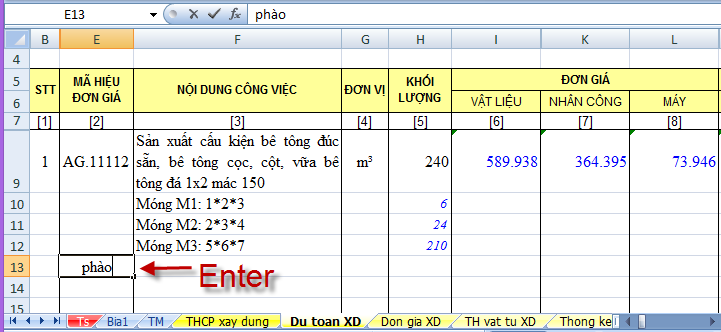 E13 fx phào
B E F G H I K L
4
5 STT MÃ HIỆU ĐƠN GIÁ NỘI DUNG CÔNG VIỆC ĐƠN VỊ KHỐI LƯỢNG ĐƠN GIÁ
6 VẬT LIỆU NHÂN CÔNG MÁY
7 [1] [2] [3] [4] [5] [6] [7] [8]
Sản xuất cấu kiện bê tông đúc
9 1 AG.11112 sẵn, bê tông cọc, cột, vữa bê m³ 240 589.938 364.395 73.946
tông đá 1x2 mác 150
10 Móng M1: 1*2*3 6
11 Móng M2: 2*3*4 24
12 Móng M3: 5*6*7 210
13 phào Enter
14
Ts Bia1 TM THCP xay dung Du toan XD Don gia XD TH vat tu XD Thong ke